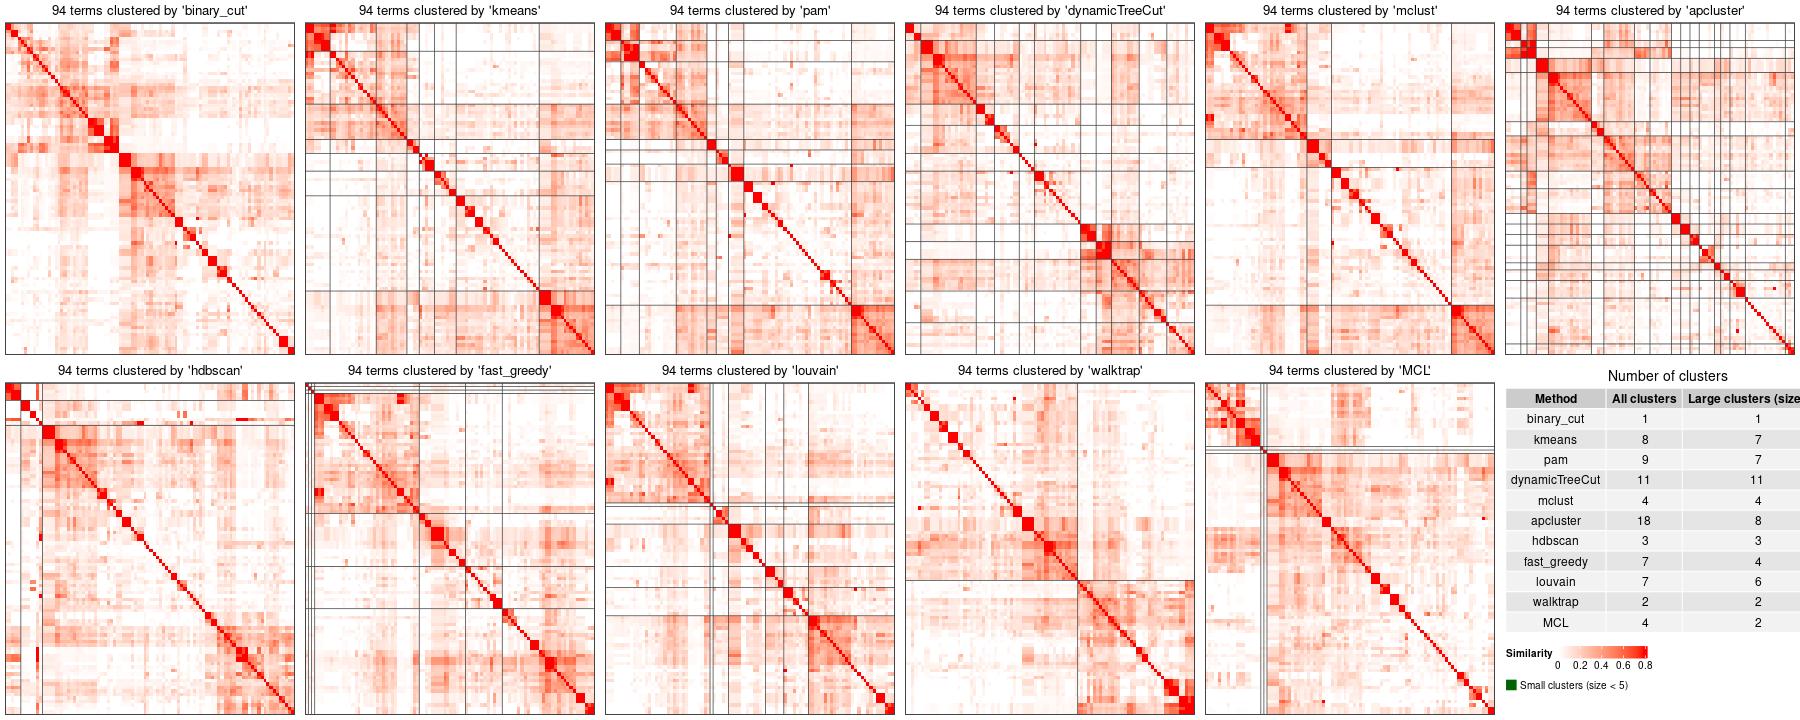 94 terms clustered by 'binary_cut'
94 terms clustered by 'kmeans'
94 terms clustered by 'pam'
94 terms clustered by 'dynamicTreeCut'
94 terms clustered by 'mclust'
94 terms clustered by 'apcluster'
94 terms clustered by 'hdbscan'
94 terms clustered by 'fast_greedy'
94 terms clustered by 'louvain'
94 terms clustered by 'walktrap'
94 terms clustered by 'MCL'
Number of clusters
Method All clusters Large clusters (size
binary_cut 1 1
kmeans 8 7
pam 9 7
dynamicTreeCut 11 11
mclust 4 4
apcluster 18 8
hdbscan 3 3
fast_greedy 7 4
louvain 7 6
walktrap 2 2
MCL 4 2
Similarity
0 0.2 0.4 0.6 0.8
Small clusters (size < 5)